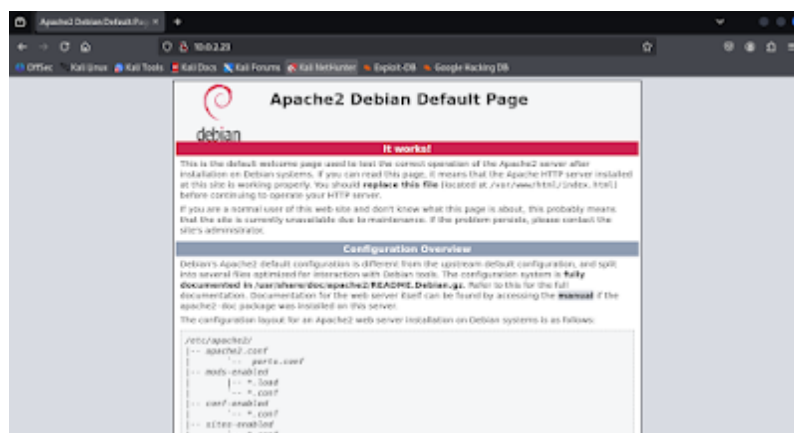 Apache2 Debian Default Pag
10.0.2.23
OffSec Kali Linux Kali Tools Kali Docs Kali Forums Kali NetHunter Exploit-DB Google Hacking DB
Apache2 Debian Default Page
debian
It works!
This is the default welcome page used to test the correct operation of the Apache2 server after
installation on Debian systems. If you can read this page, it means that the Apache HTTP server installed
at this site is working properly. You should replace this file (located at /var/www/html/index.html)
before continuing to operate your HTTP server.
If you are a normal user of this web site and don't know what this page is about, this probably means
that the site is currently unavailable due to maintenance. If the problem persists, please contact the
site's administrator.
Configuration Overview
Debian's Apache2 default configuration is different from the upstream default configuration, and split
into several files optimized for interaction with Debian tools. The configuration system is fully
documented in /usr/share/doc/apache2/README.Debian.gz. Refer to this for the full
documentation. Documentation for the web server itself can be found by accessing the manual if the
apache2-doc package was installed on this server.
The configuration layout for an Apache2 web server installation on Debian systems is as follows:
/etc/apache2/
|-- apache2.conf
|       `-- ports.conf
|-- mods-enabled
|       |-- *.load
|       `-- *.conf
|-- conf-enabled
|       `-- *.conf
|-- sites-enabled